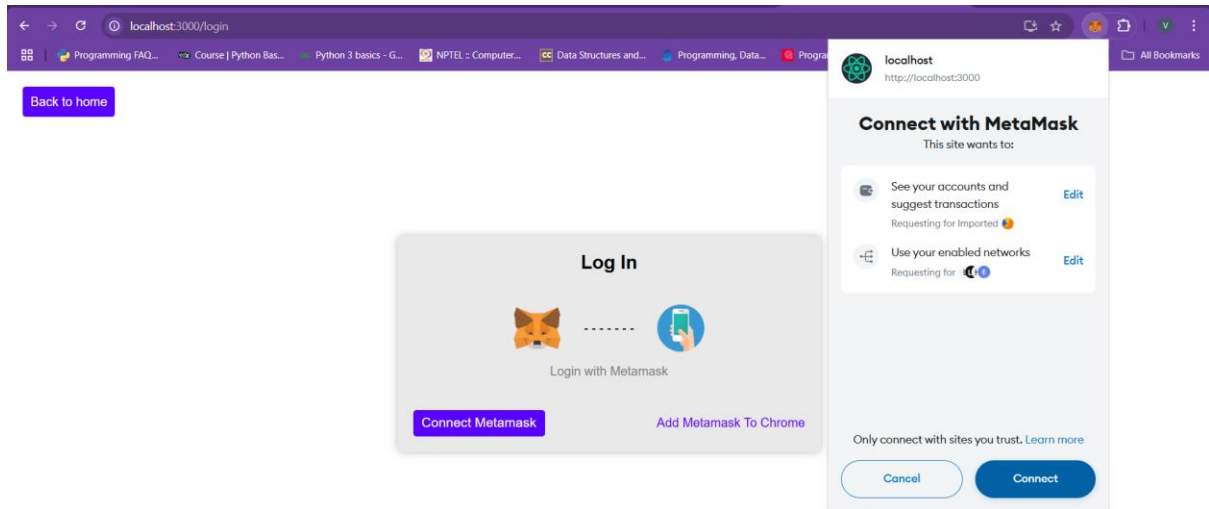 localhost:3000/login
Programming FAQ...
Course | Python Bas...
Python 3 basics - G...
NPTEL :: Computer...
Data Structures and...
Programming, Data...
Progra
All Bookmarks
V
Back to home
Log In
Login with Metamask
Connect Metamask
Add Metamask To Chrome
localhost
http://localhost:3000
Connect with MetaMask
This site wants to:
See your accounts and
suggest transactions
Edit
Requesting for Imported
Use your enabled networks
Edit
Requesting for
Only connect with sites you trust. Learn more
Cancel
Connect